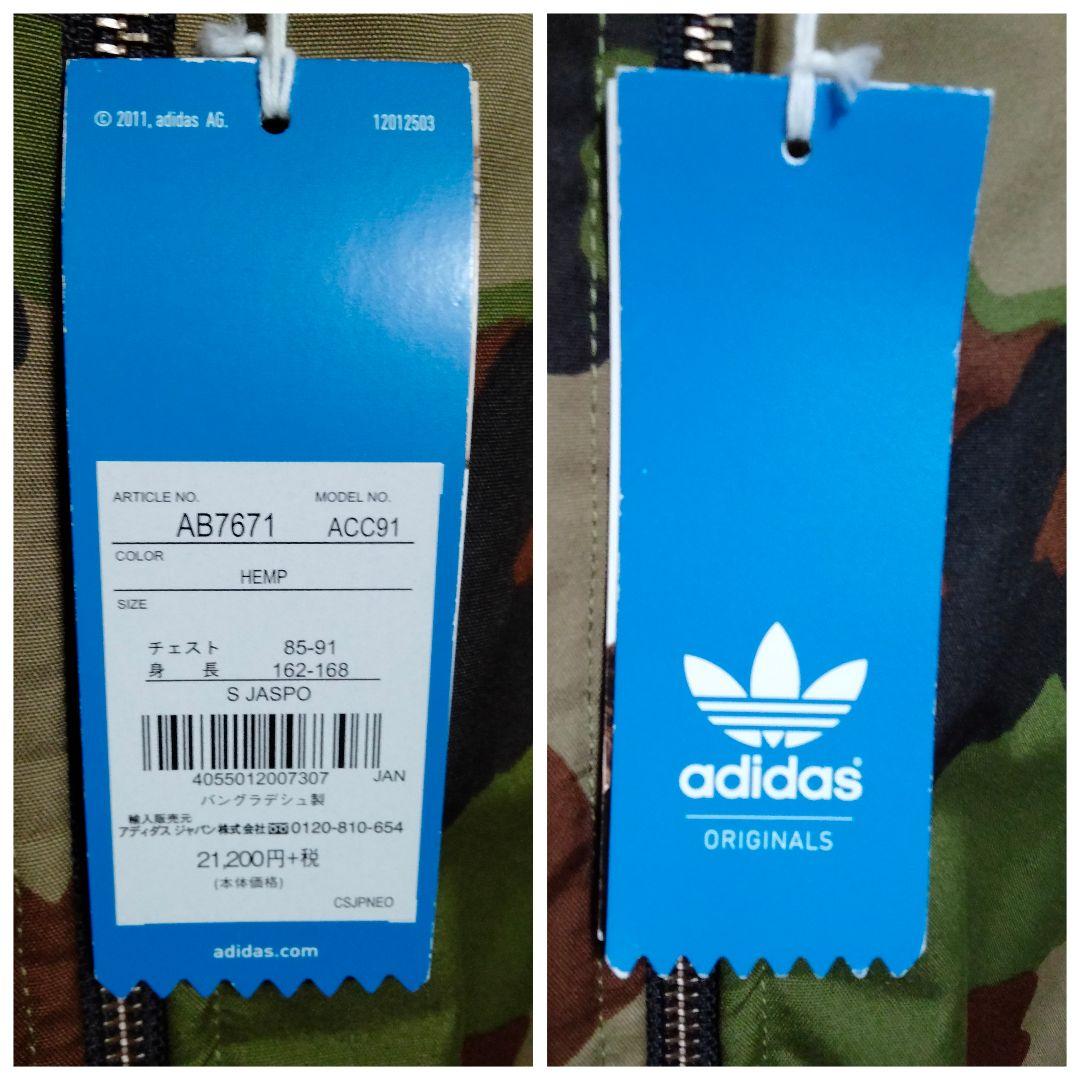 © 2011, adidas AG. 12012503
ARTICLE NO. MODEL NO.
AB7671 ACC91
COLOR
HEMP
SIZE
チェスト 85-91
身 長 162-168
S JASPO
4055012007307 JAN
バングラデシュ製
輸入販売元
アディダス ジャパン株式会社 0120-810-654
21,200円+税
(本体価格)
CSJPNEO
adidas.com
adidas
ORIGINALS